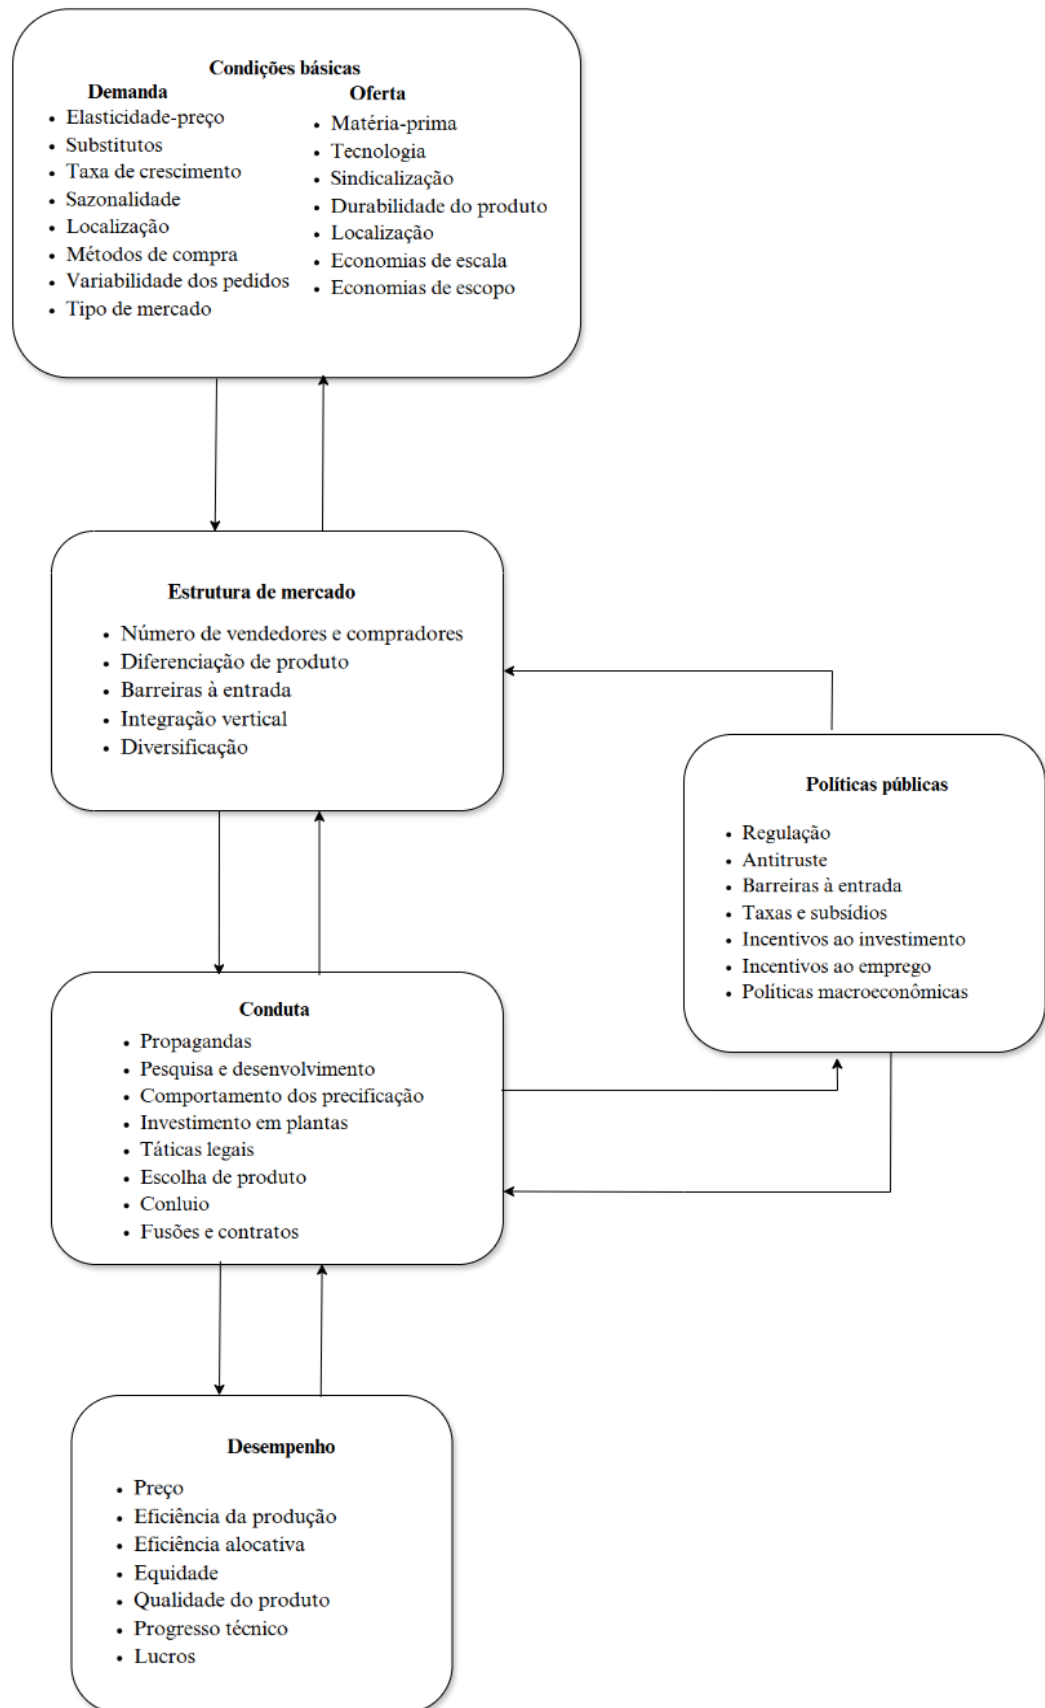 Condições básicas
Demanda
Elasticidade-preço
Substitutos
Taxa de crescimento
Sazonalidade
Localização
Métodos de compra
Variabilidade dos pedidos
Tipo de mercado
Oferta
Matéria-prima
Tecnologia
Sindicalização
Durabilidade do produto
Localização
Economias de escala
Economias de escopo
Estrutura de mercado
Número de vendedores e compradores
Diferenciação de produto
Barreiras à entrada
Integração vertical
Diversificação
Políticas públicas
Regulação
Antitruste
Barreiras à entrada
Taxas e subsídios
Incentivos ao investimento
Incentivos ao emprego
Políticas macroeconômicas
Conduta
Propagandas
Pesquisa e desenvolvimento
Comportamento dos precificação
Investimento em plantas
Táticas legais
Escolha de produto
Conluio
Fusões e contratos
Desempenho
Preço
Eficiência da produção
Eficiência alocativa
Equidade
Qualidade do produto
Progresso técnico
Lucros